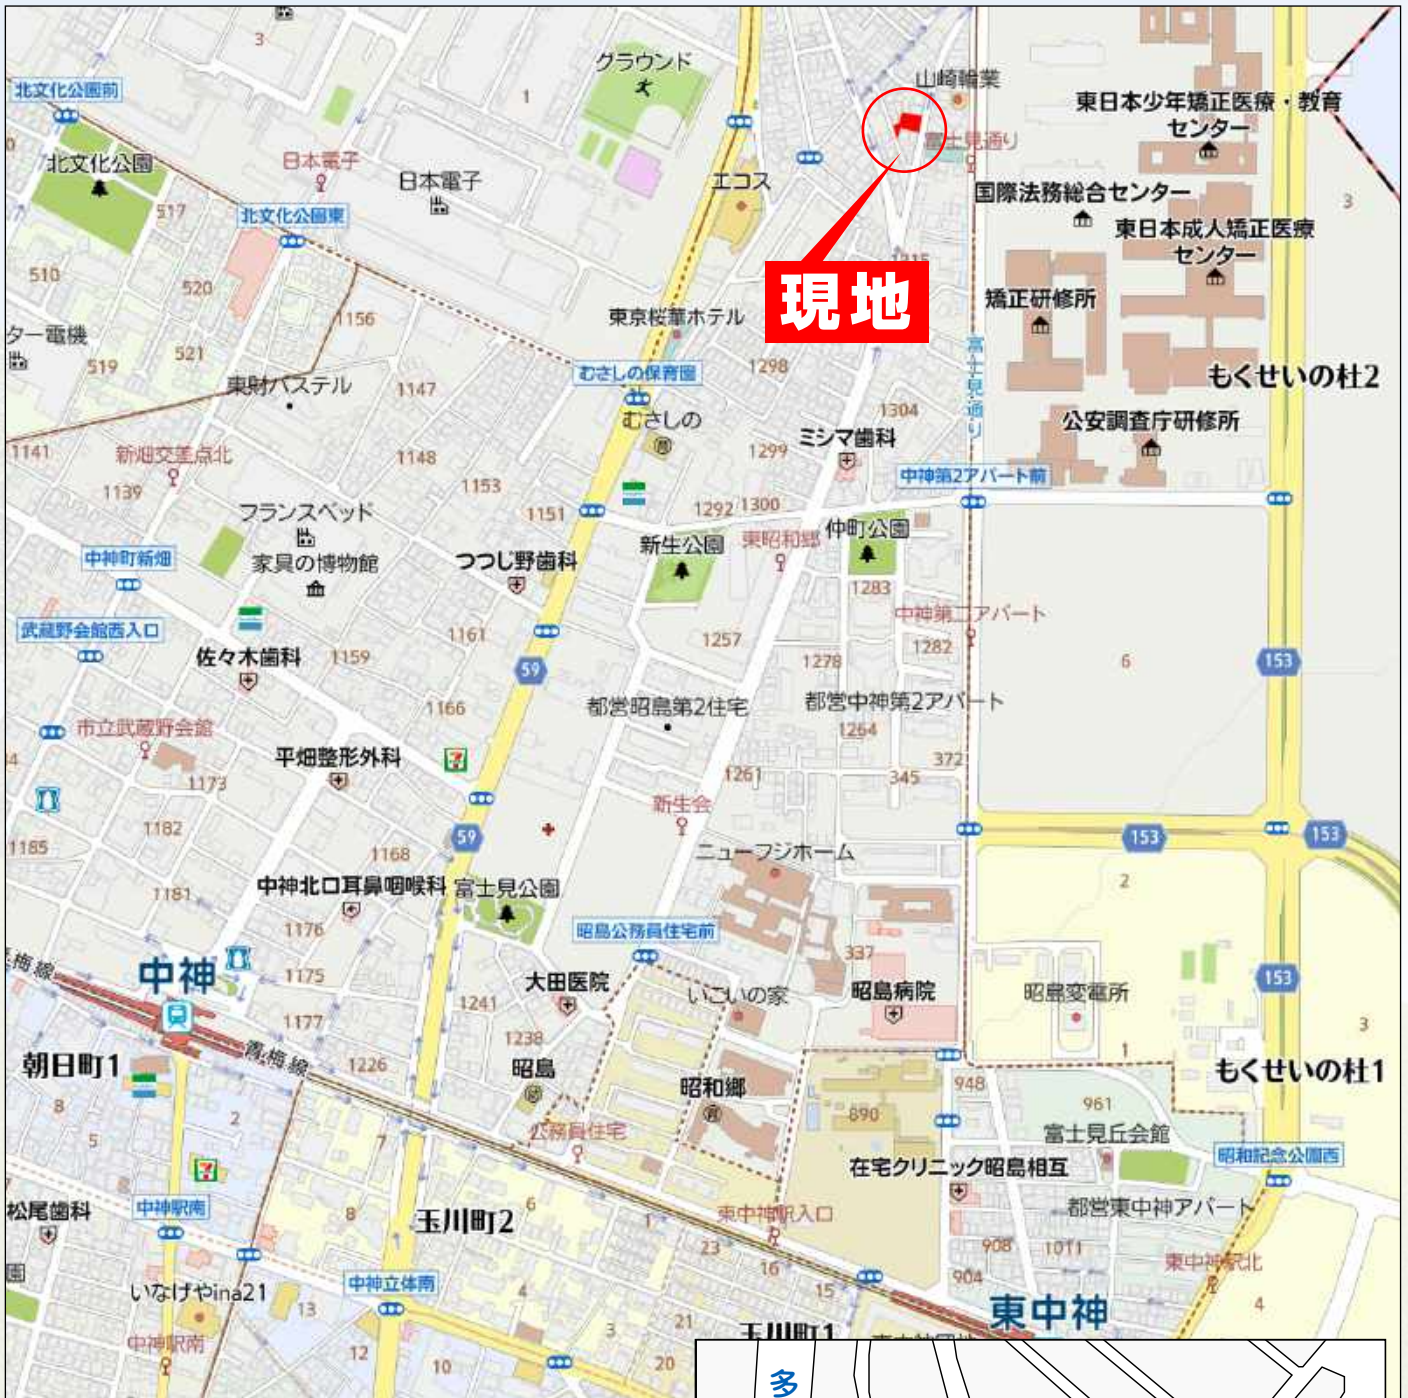 3
グラウンド
北文化公園前
1
山崎輪業
東日本少年矯正医療・教育
センター
富士見通り
北文化公園
日本電子
日本電子
エコス
国際法務総合センター
3
517
北文化公園東
東日本成人矯正医療
センター
1315
510
520
現地
矯正研修所
1156
東京桜華ホテル
ター電機
519
521
むさしの保育園
1298
富士見通り
もくせいの杜2
東財パステル
1147
むさしの
1304
公安調査庁研修所
ミシマ歯科
1141
新畑交差点北
1148
1299
中神第2アパート前
1139
1153
フランスベッド
1151
1292
1300
東昭和郷
仲町公園
中神町新畑
家具の博物館
つつじ野歯科
新生公園
1283
中神第二アパート
武蔵野会館西入口
1161
1257
1282
佐々木歯科
1159
59
1278
6
153
1166
都営昭島第2住宅
都営中神第2アパート
市立武蔵野会館
1264
平畑整形外科
372
1173
1261
345
新生会
1182
59
153
153
1185
1168
ニューフジホーム
1181
中神北口耳鼻咽喉科
富士見公園
2
1176
昭島公務員住宅前
337
中神
1175
大田医院
いこいの家
昭島病院
昭島変電所
153
1241
1177
1238
3
青梅線
1226
昭島
1
朝日町1
昭和郷
948
もくせいの杜1
8
2
890
961
5
7
公務員住宅
富士見丘会館
在宅クリニック昭島相互
昭和記念公園西
松尾歯科
中神駅南
8
玉川町2
6
1
東中神駅入口
都営東中神アパート
23
908
1011
園
いなげやina21
中神立体南
16
904
東中神駅北
13
4
15
東中神
4
中神駅南
3
21
玉川町1
12
10
20
多